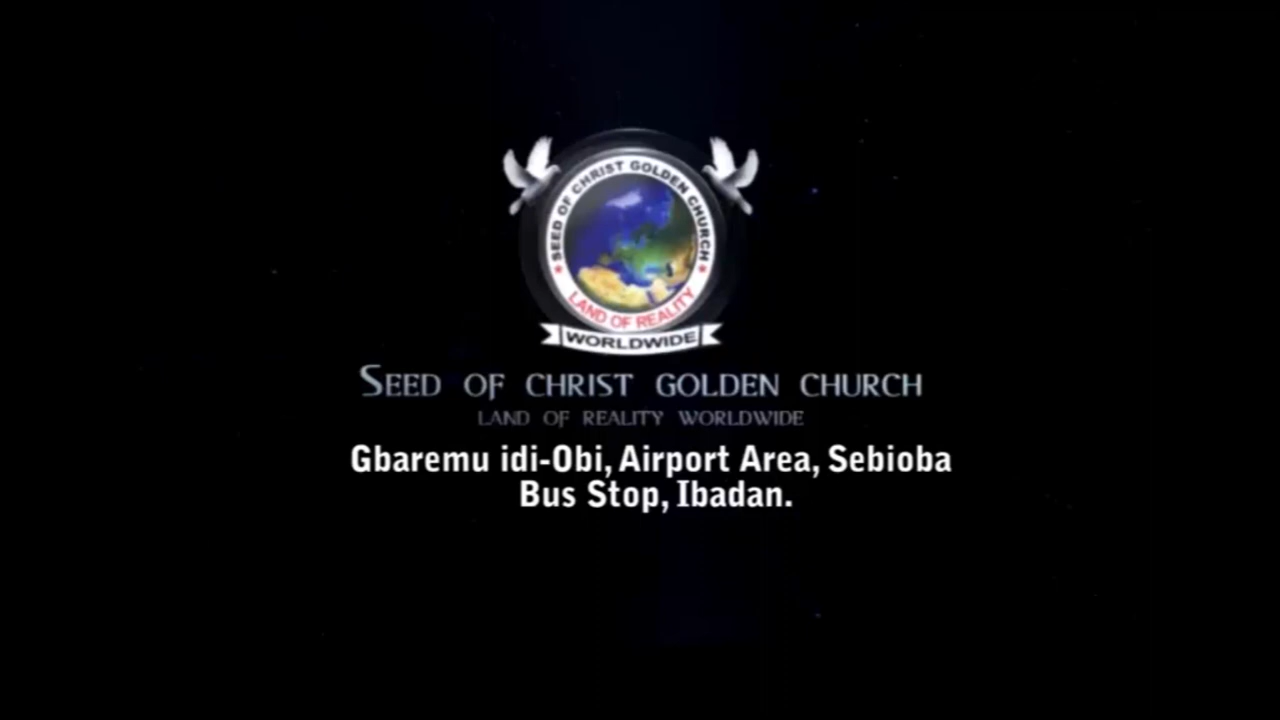 SEED OF CHRIST GOLDEN CHURCH
LAND OF REALITY
WORLDWIDE
SEED OF CHRIST GOLDEN CHURCH
LAND OF REALITY WORLDWIDE
Gbaremu idi-Obi, Airport Area, Sebioba
Bus Stop, Ibadan.